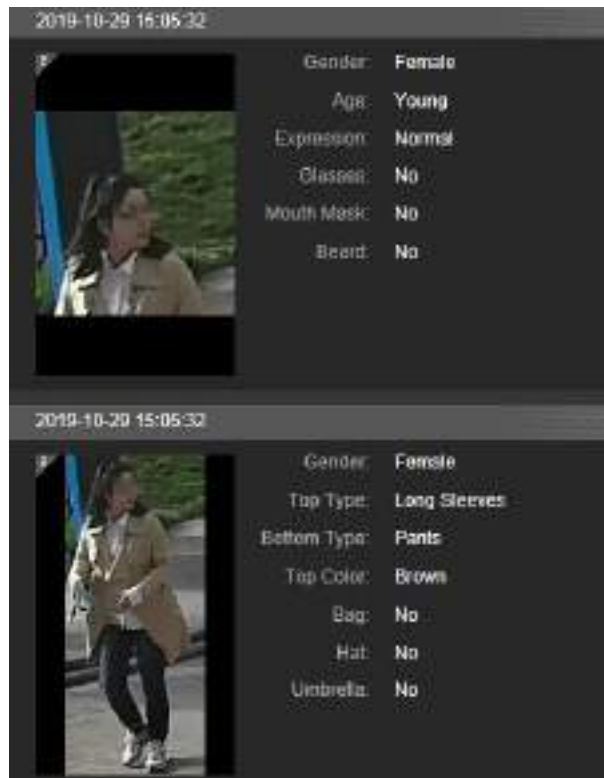 2019-10-29 15:05:32
Gender: Female
Age: Young
Expression: Normal
Glasses: No
Mouth Mask: No
Beard: No
2019-10-29 15:05:32
Gender: Female
Top Type: Long Sleeves
Bottom Type: Pants
Top Color: Brown
Bag: No
Hat: No
Umbrella: No